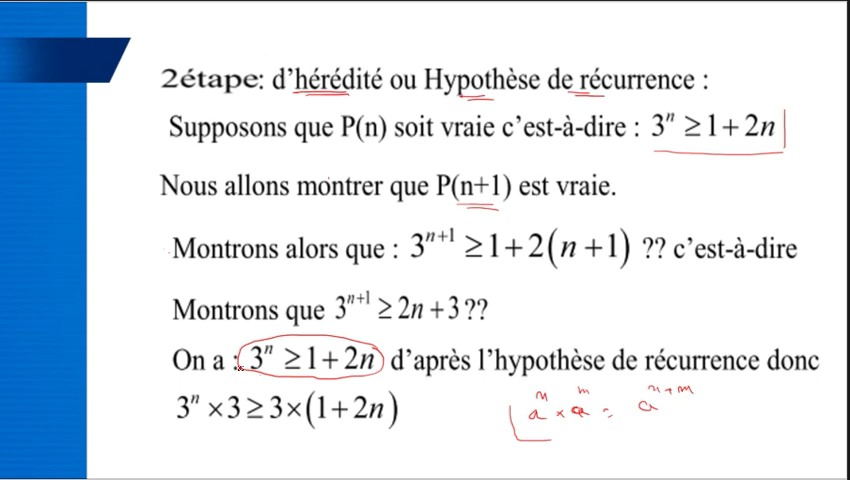 2étape: d'hérédité ou Hypothèse de récurrence :
Supposons que P(n) soit vraie c'est-à-dire : 3ⁿ ≥ 1 + 2n
Nous allons montrer que P(n+1) est vraie.
Montrons alors que : 3ⁿ⁺¹ ≥ 1 + 2(n + 1) ?? c'est-à-dire
Montrons que 3ⁿ⁺¹ ≥ 2n + 3 ??
On a : 3ⁿ ≥ 1 + 2n d'après l'hypothèse de récurrence donc
3ⁿ × 3 ≥ 3 × (1 + 2n)
aⁿ × aᵐ = aⁿ⁺ᵐ